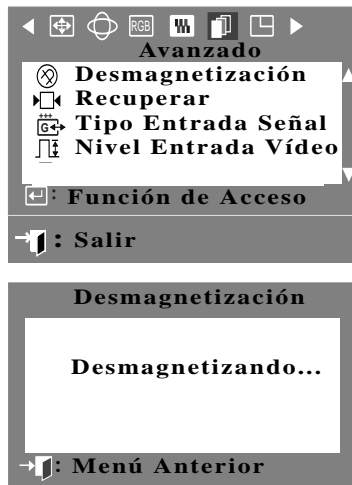 RGB
Avanzado
Desmagnetización
Recuperar
G Tipo Entrada Señal
Nivel Entrada Vídeo
: Función de Acceso
: Salir
Desmagnetización
Desmagnetizando...
: Menú Anterior